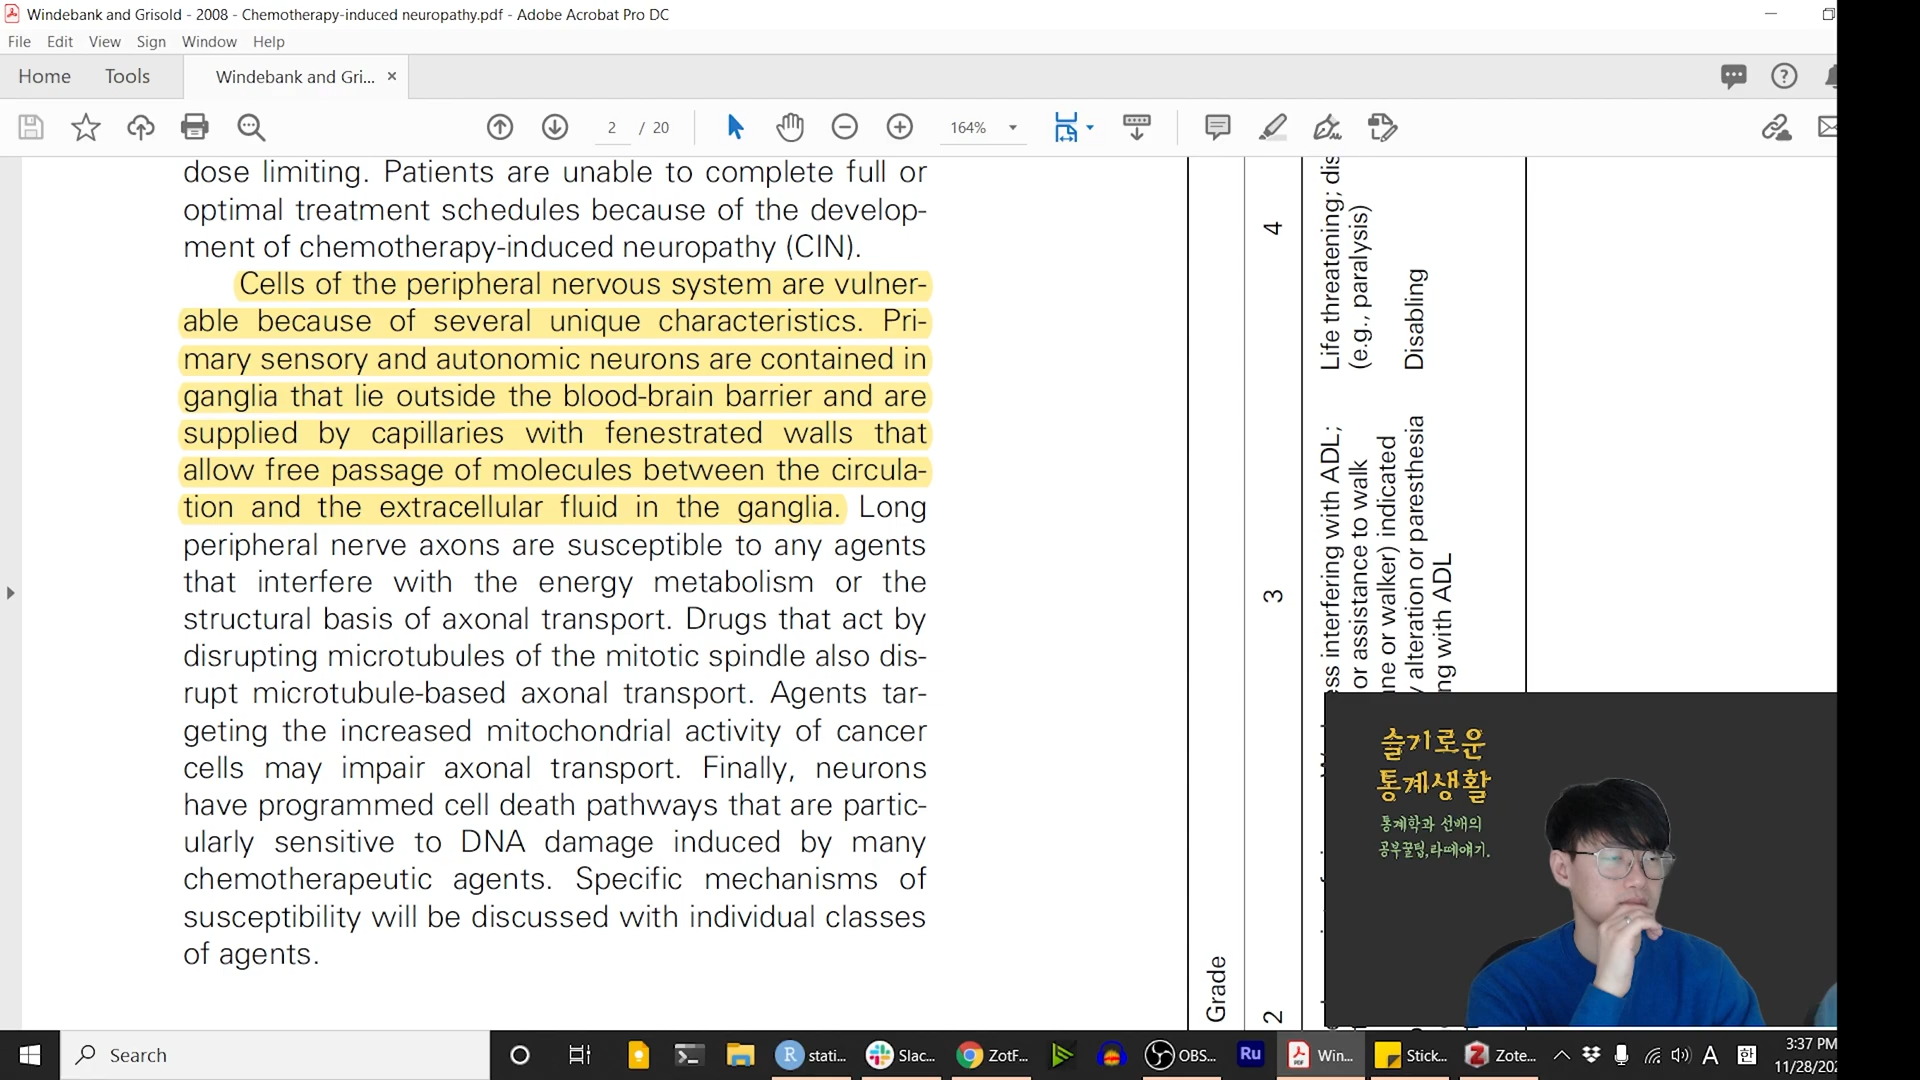 Windebank and Grisold - 2008 - Chemotherapy-induced neuropathy.pdf - Adobe Acrobat Pro DC
File Edit View Sign Window Help
Home Tools Windebank and Gri... ×
2 / 20 164%
dose limiting. Patients are unable to complete full or
optimal treatment schedules because of the develop-
ment of chemotherapy-induced neuropathy (CIN).
Cells of the peripheral nervous system are vulner-
able because of several unique characteristics. Pri-
mary sensory and autonomic neurons are contained in
ganglia that lie outside the blood-brain barrier and are
supplied by capillaries with fenestrated walls that
allow free passage of molecules between the circula-
tion and the extracellular fluid in the ganglia. Long
peripheral nerve axons are susceptible to any agents
that interfere with the energy metabolism or the
structural basis of axonal transport. Drugs that act by
disrupting microtubules of the mitotic spindle also dis-
rupt microtubule-based axonal transport. Agents tar-
geting the increased mitochondrial activity of cancer
cells may impair axonal transport. Finally, neurons
have programmed cell death pathways that are partic-
ularly sensitive to DNA damage induced by many
chemotherapeutic agents. Specific mechanisms of
susceptibility will be discussed with individual classes
of agents.
Grade
2
3
4
Life threatening;
(e.g., paralysis)
Disabling
interfering with ADL;
or assistance to walk
or walker) indicated
alteration or paresthesia
with ADL
슬기로운
통계생활
통계학과 선배의
공부꿀팁,라떼얘기.
Search
stati...
Slac...
ZotF...
OBS...
Ru
Win...
Stick...
Zote...
A
한
3:37 PM
11/28/202